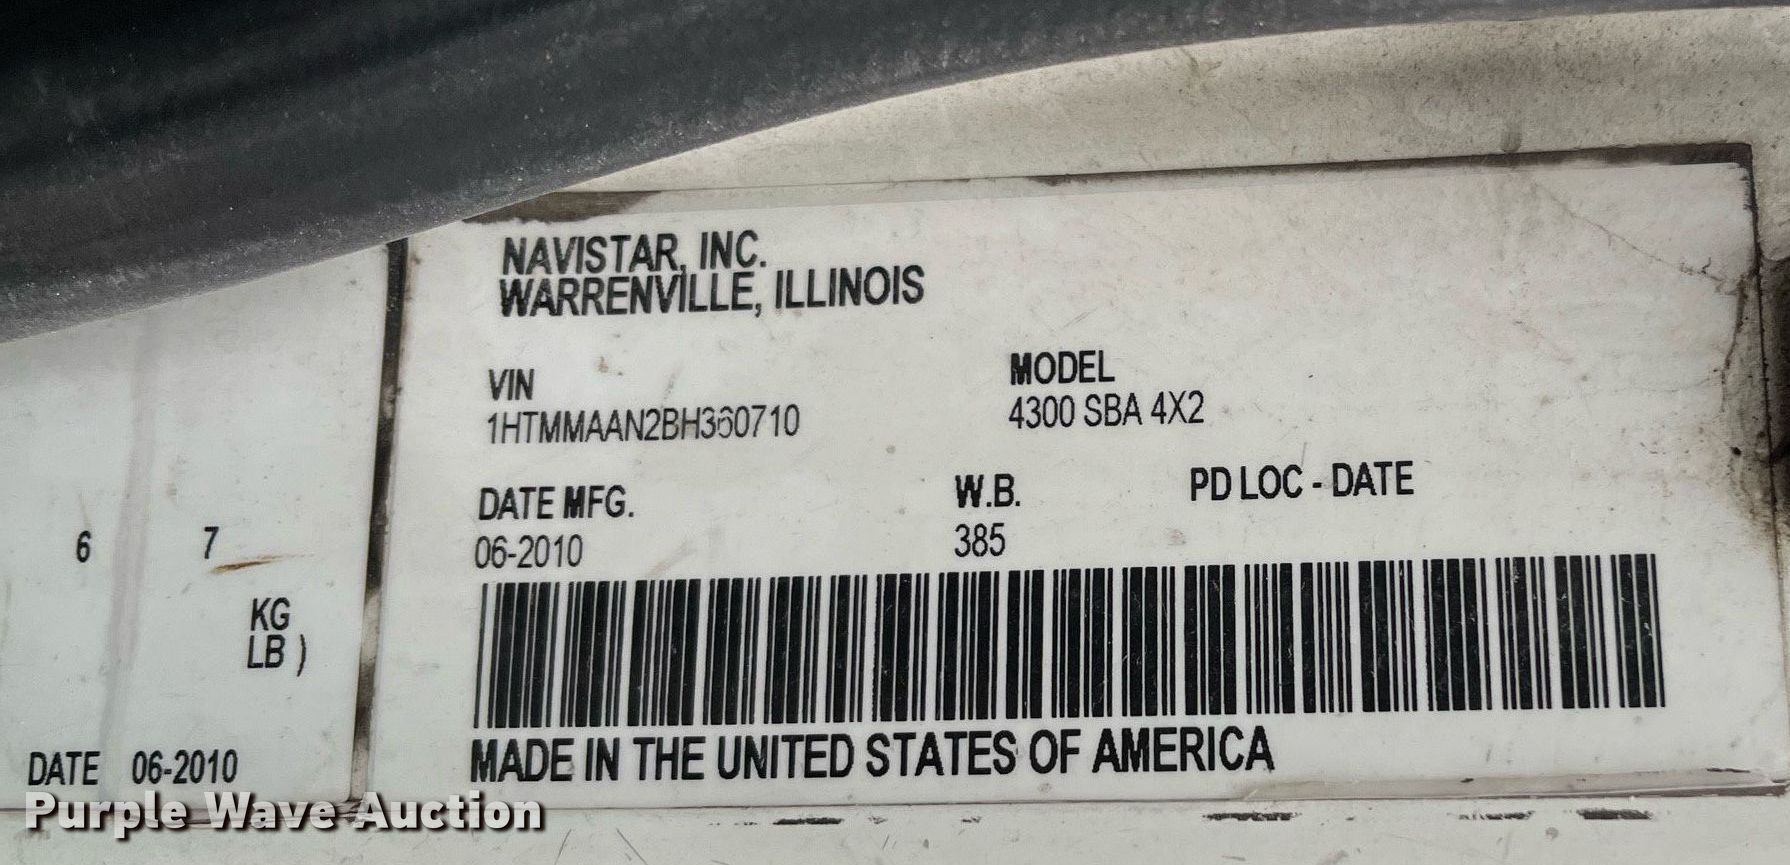 NAVISTAR, INC.
WARRENVILLE, ILLINOIS
VIN
1HTMMAAN2BH360710
MODEL
4300 SBA 4X2
DATE MFG.
06-2010
W.B.
385
PD LOC - DATE
MADE IN THE UNITED STATES OF AMERICA
6 7
KG
LB )
DATE 06-2010
Purple Wave Auction